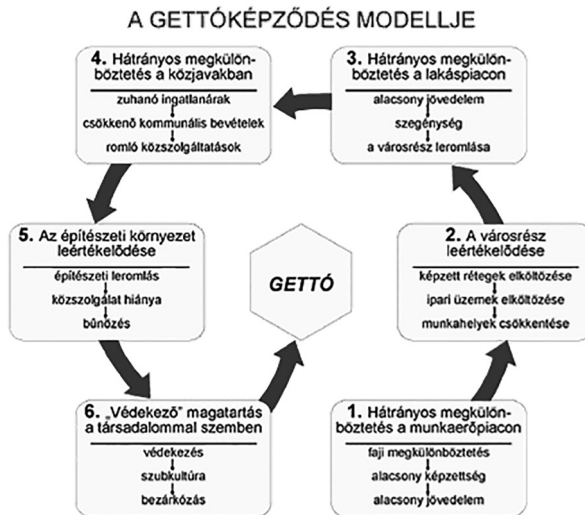 A GETTÓKÉPZŐDÉS MODELLJE
4. Hátrányos megkülön-
böztetés a közjavakban
zuhanó ingatlanárak
csökkenő kommunális bevételek
romló közszolgáltatások
3. Hátrányos megkülön-
böztetés a lakáspiacon
alacsony jövedelem
szegénység
a városrész leromlása
5. Az építészeti környezet
leértékelődése
építészeti leromlás
közszolgálat hiánya
bűnözés
GETTÓ
2. A városrész
leértékelődése
képzett rétegek elköltözése
ipari üzemek elköltözése
munkahelyek csökkentése
6. „Védekező” magatartás
a társadalommal szemben
védekezés
szubkultúra
bezárkózás
1. Hátrányos megkülön-
böztetés a munkaerőpiacon
faji megkülönböztetés
alacsony képzettség
alacsony jövedelem